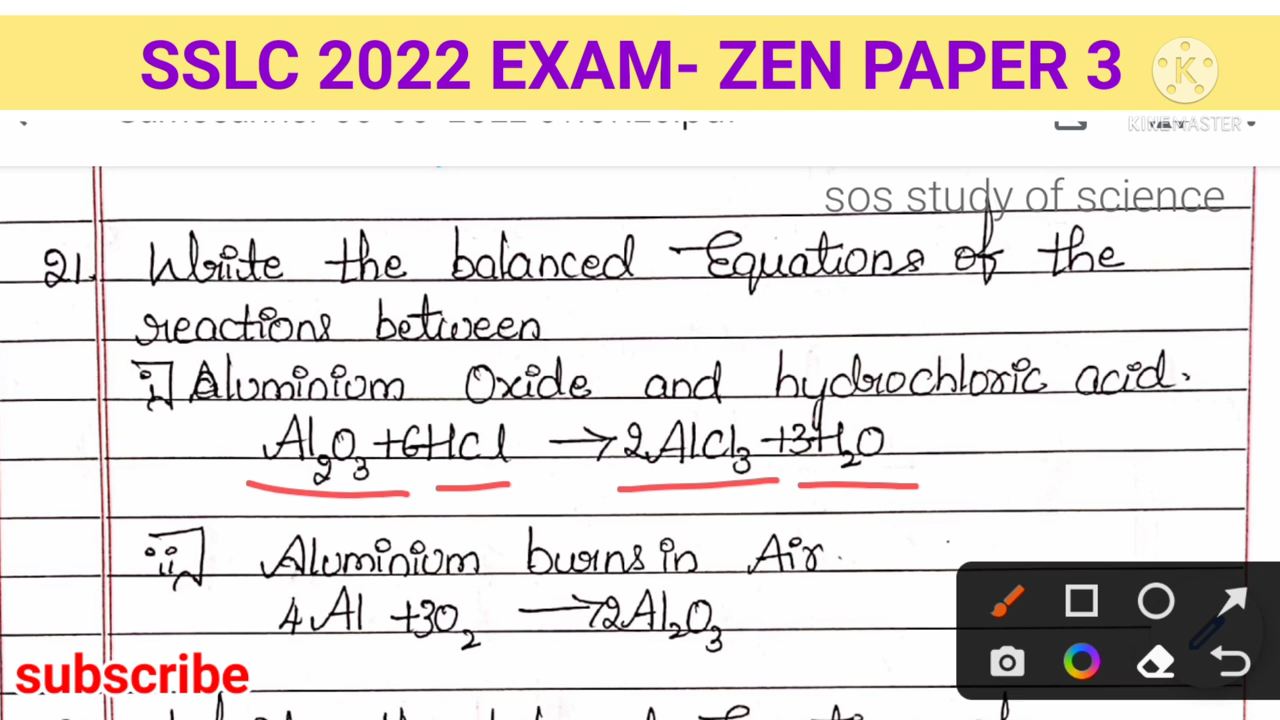 SSLC 2022 EXAM- ZEN PAPER 3
K
KINEMASTER
sos study of science
21. Write the balanced Equations of the
reactions between
i] Aluminium Oxide and hydrochloric acid.
Al₂O₃ +6HCl → 2AlCl₃ +3H₂O
ii] Aluminium burns in Air.
4Al +3O₂ → 2Al₂O₃
subscribe